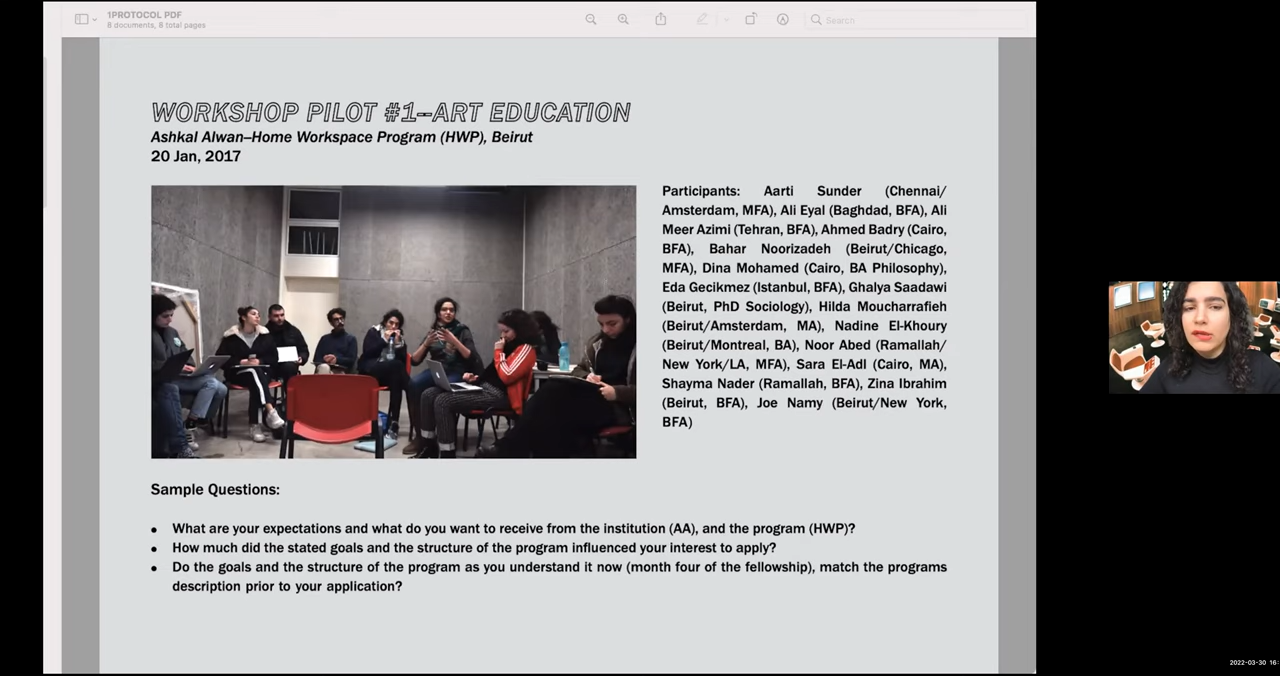 1PROTOCOL PDF
8 documents, 8 total pages
Search
WORKSHOP PILOT #1--ART EDUCATION
Ashkal Alwan–Home Workspace Program (HWP), Beirut
20 Jan, 2017
Participants: Aarti Sunder (Chennai/
Amsterdam, MFA), Ali Eyal (Baghdad, BFA), Ali
Meer Azimi (Tehran, BFA), Ahmed Badry (Cairo,
BFA), Bahar Noorizadeh (Beirut/Chicago,
MFA), Dina Mohamed (Cairo, BA Philosophy),
Eda Gecikmez (Istanbul, BFA), Ghalya Saadawi
(Beirut, PhD Sociology), Hilda Moucharrafieh
(Beirut/Amsterdam, MA), Nadine El-Khoury
(Beirut/Montreal, BA), Noor Abed (Ramallah/
New York/LA, MFA), Sara El-Adl (Cairo, MA),
Shayma Nader (Ramallah, BFA), Zina Ibrahim
(Beirut, BFA), Joe Namy (Beirut/New York,
BFA)
Sample Questions:
• What are your expectations and what do you want to receive from the institution (AA), and the program (HWP)?
• How much did the stated goals and the structure of the program influenced your interest to apply?
• Do the goals and the structure of the program as you understand it now (month four of the fellowship), match the programs
description prior to your application?
2022-03-30 16: